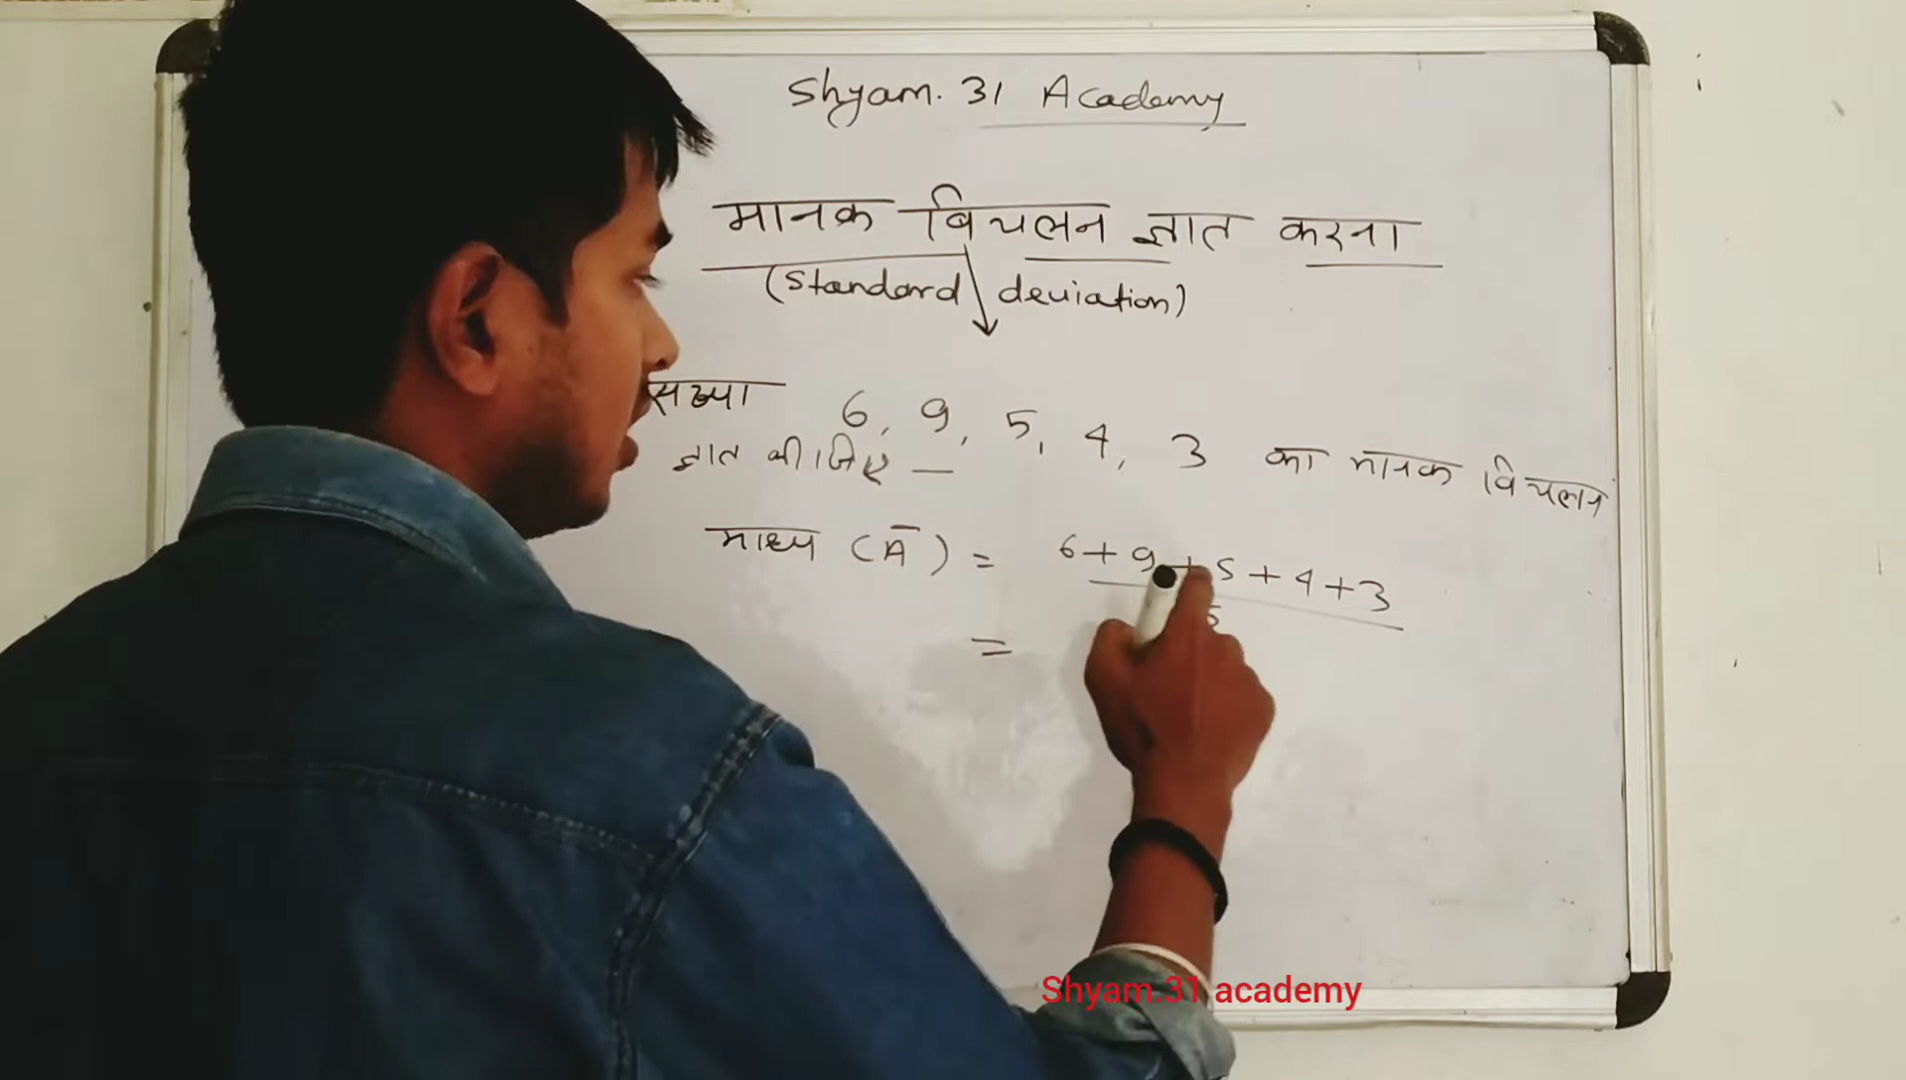 Shyam. 31 Academy
मानक विचलन ज्ञात करना
(Standard deviation)
संख्या 6, 9, 5, 4, 3 का मानक विचलन
ज्ञात कीजिए —
माध्य (A̅) = 6+9+5+4+3
5
=
Shyam.31 academy